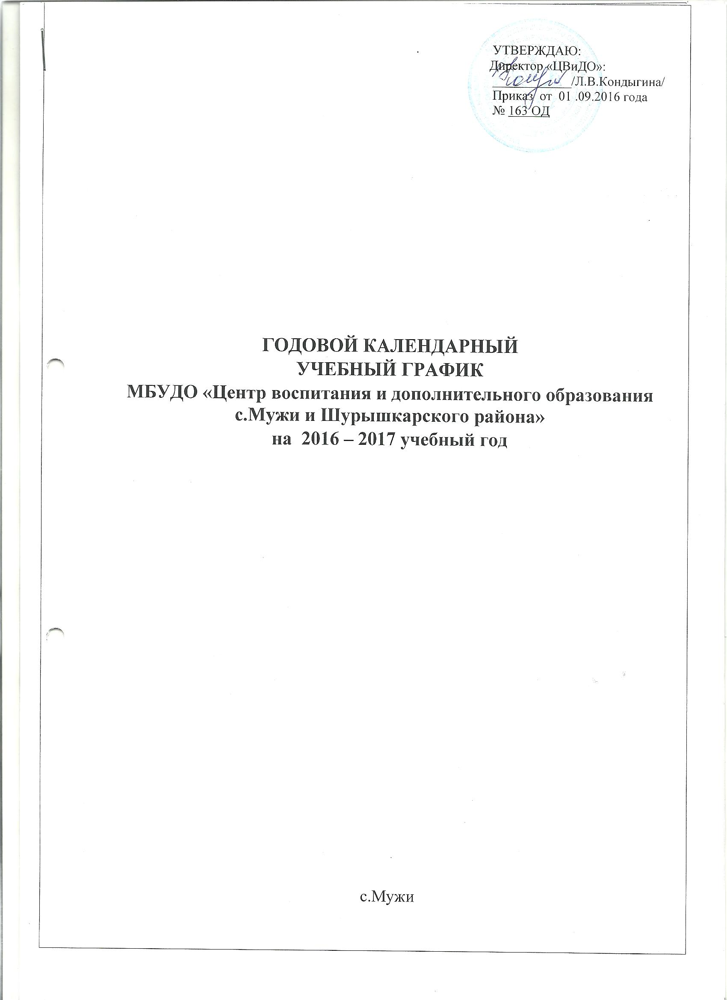 УТВЕРЖДАЮ:
Директор «ЦВиДО»:
/Л.В.Кондыгина/
Приказ от 01 .09.2016 года
№ 163 ОД
ГОДОВОЙ КАЛЕНДАРНЫЙ
УЧЕБНЫЙ ГРАФИК
МБУДО «Центр воспитания и дополнительного образования
с.Мужи и Шурышкарского района»
на 2016 – 2017 учебный год
с.Мужи